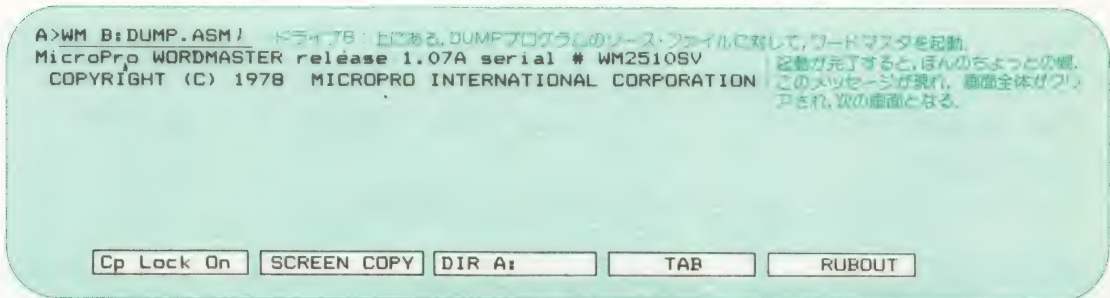 A>WM B:DUMP.ASM↓ ドライブB:上にある,DUMPプログラムのソース・ファイルに対して,ワードマスタを起動.
MicroPro WORDMASTER release 1.07A serial # WM2510SV
COPYRIGHT (C) 1978 MICROPRO INTERNATIONAL CORPORATION
起動が完了すると,ほんのちょっとの間,
このメッセージが現れ, 画面全体がクリ
アされ,次の画面となる.
Cp Lock On SCREEN COPY DIR A: TAB RUBOUT